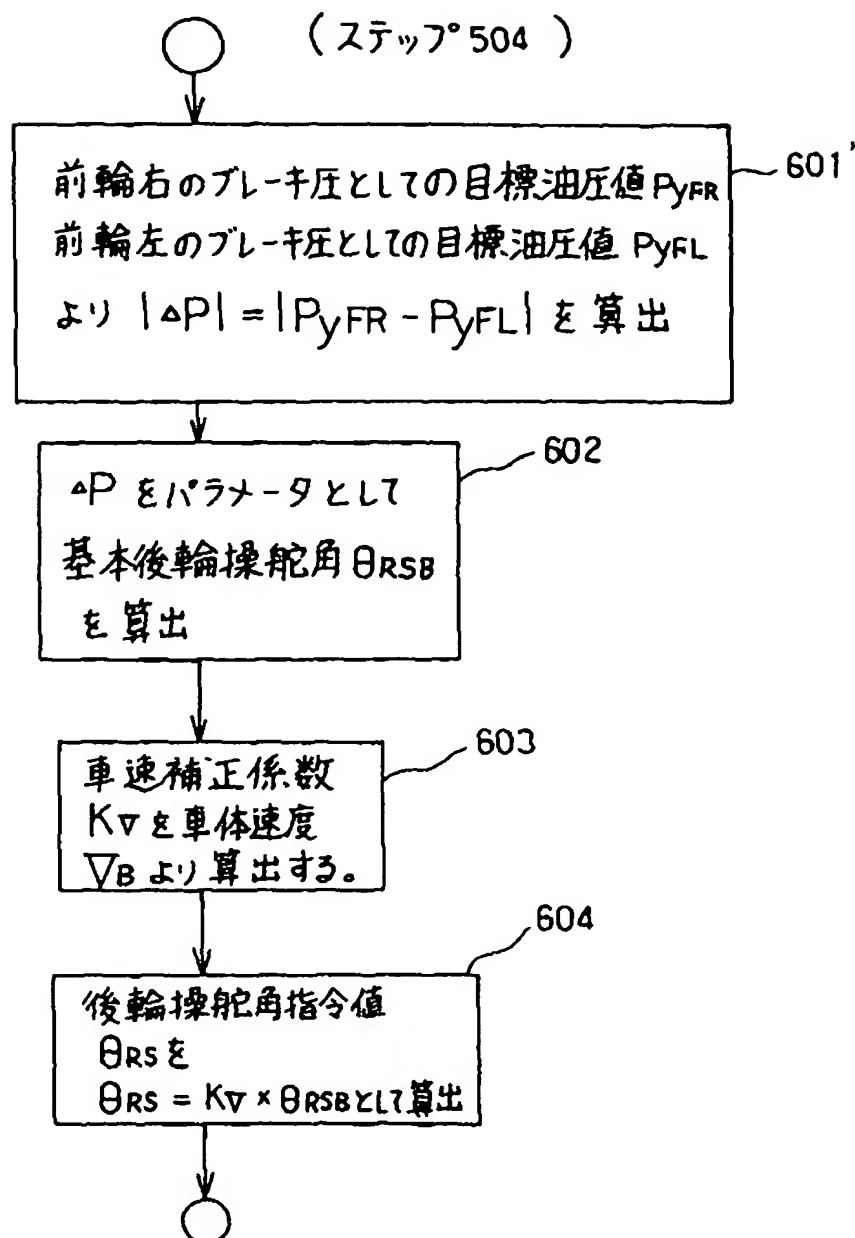 (ステップ504)
601'
前輪右のブレーキ圧としての目標油圧値PyFR
前輪左のブレーキ圧としての目標油圧値PyFL
より|△P|=|PyFR-PyFL|を算出
602
△Pをパラメータとして
基本後輪操舵角θRSB
を算出
603
車速補正係数
KVを車体速度
VBより算出する。
604
後輪操舵角指令値
θRSを
θRS=KV×θRSBとして算出